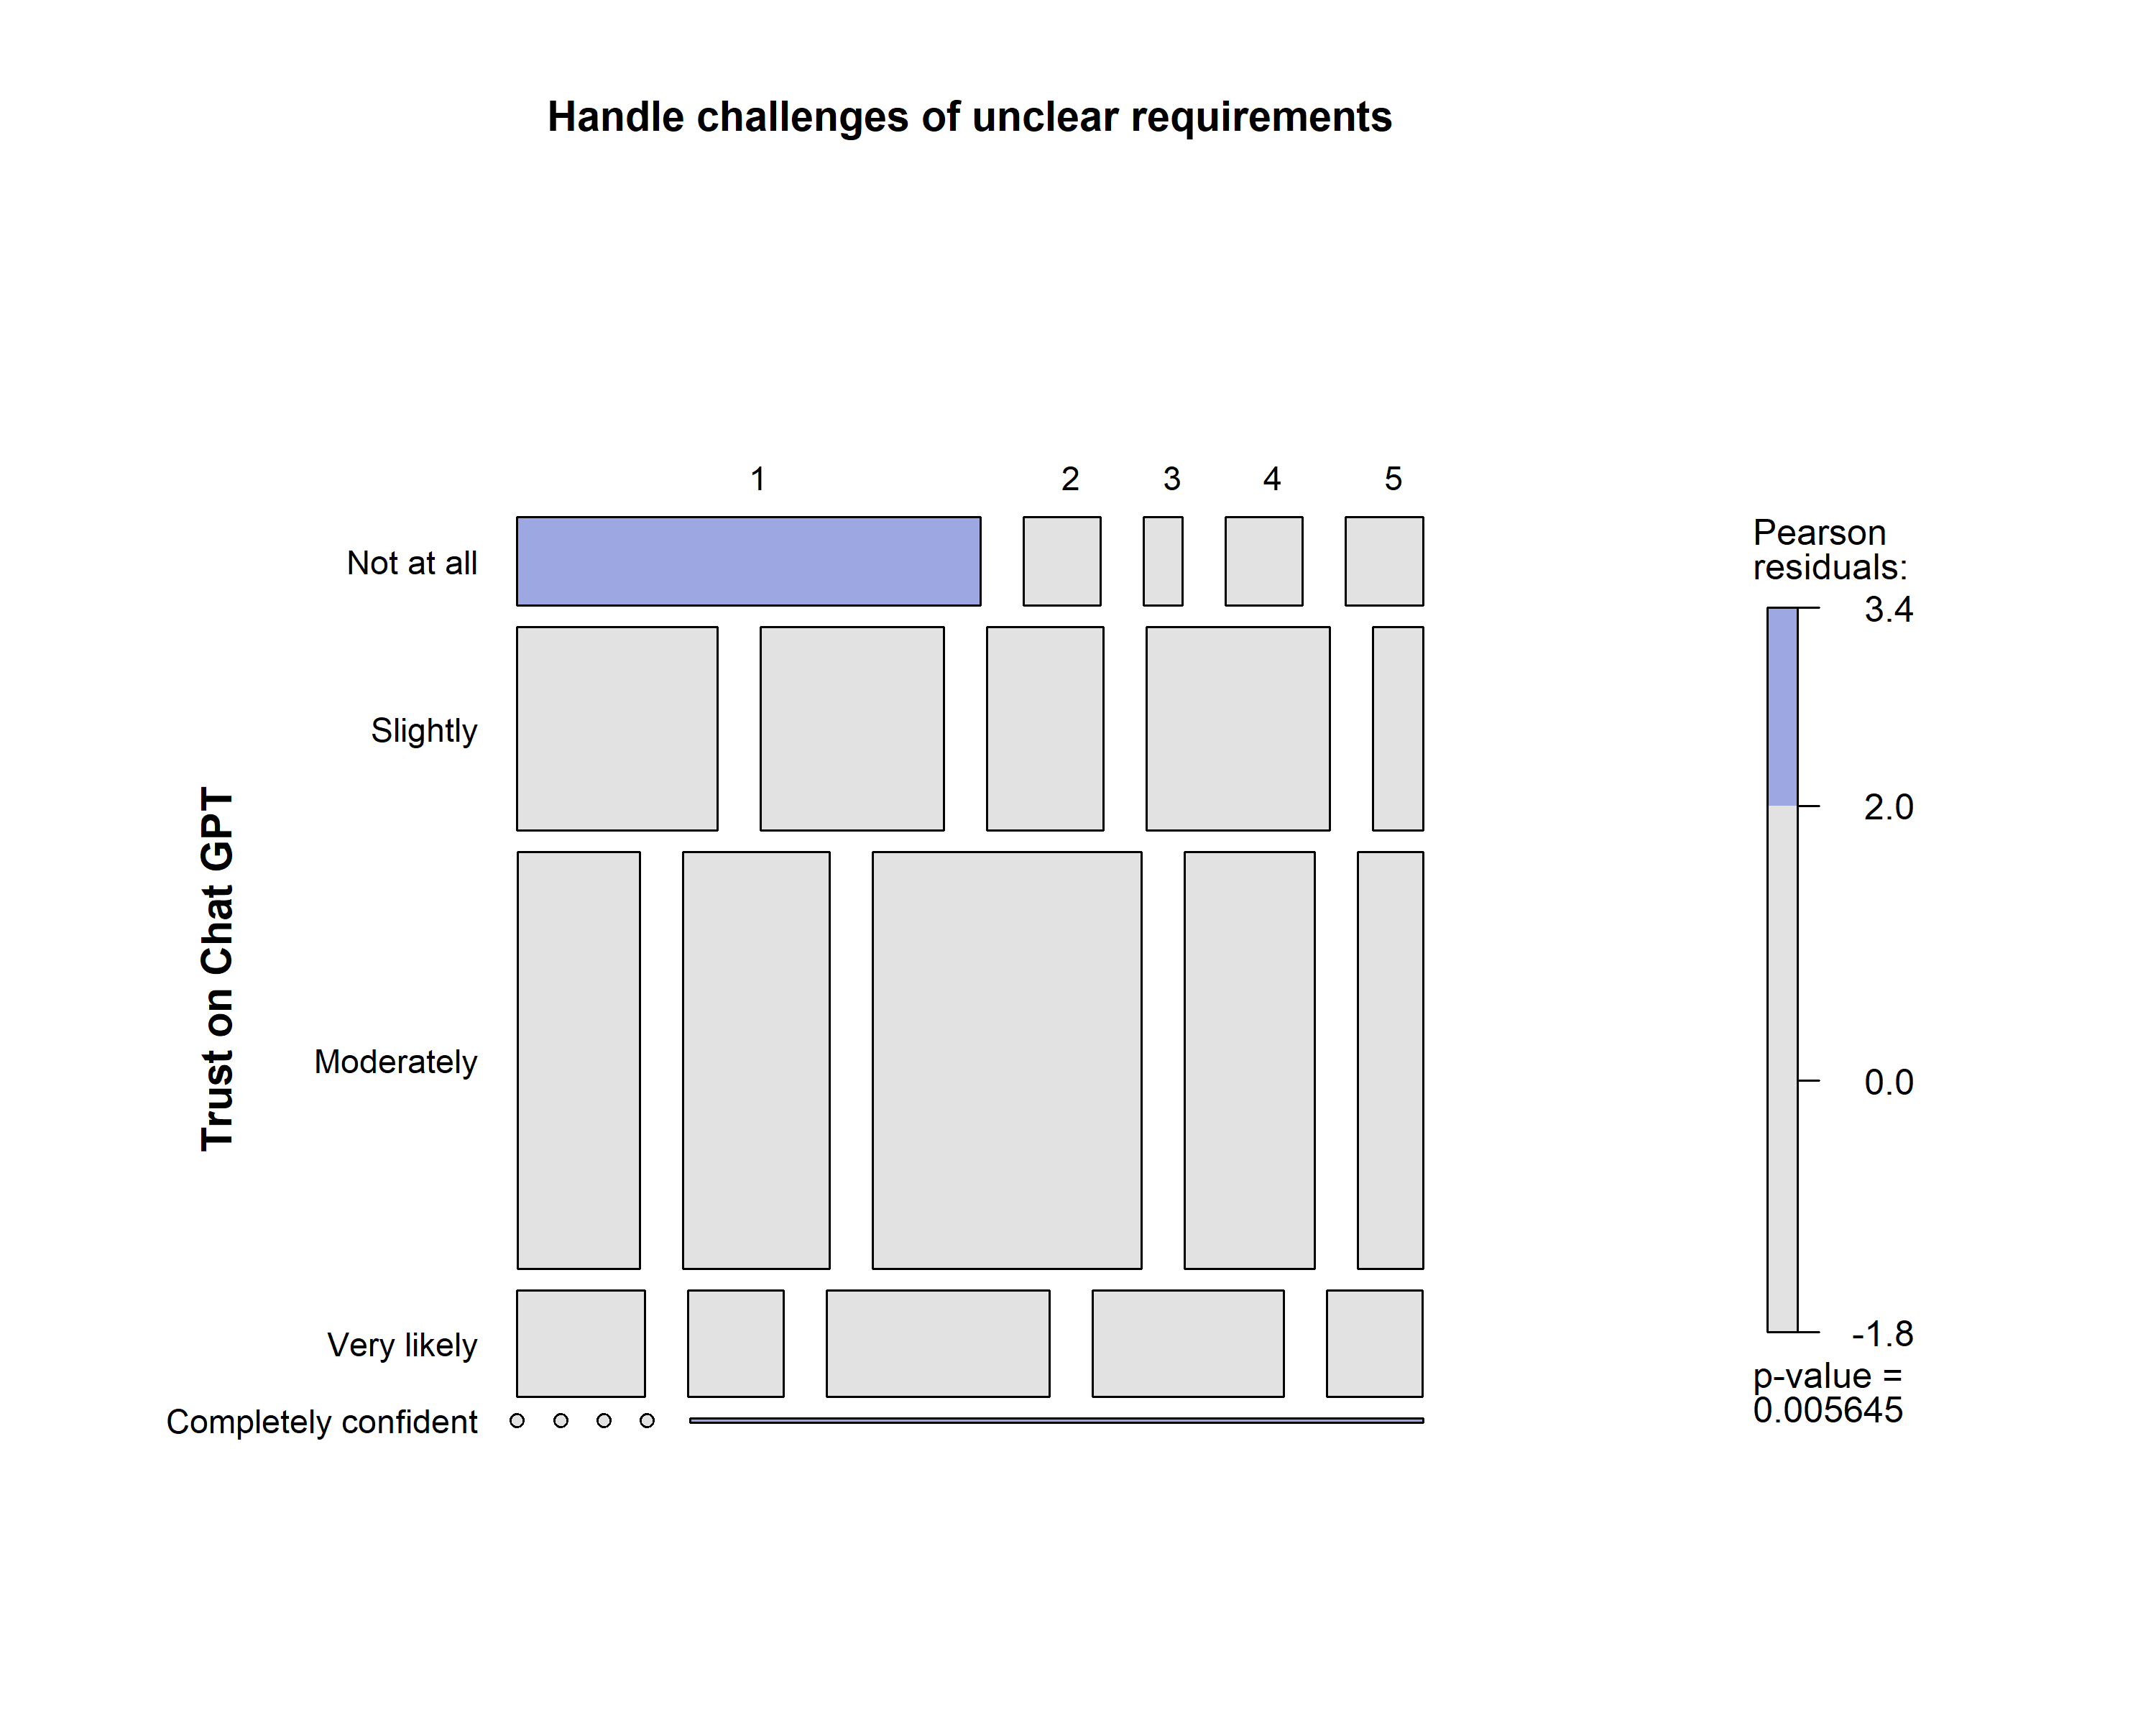 Handle challenges of unclear requirements
1 2 3 4 5
Trust on Chat GPT
Not at all
Slightly
Moderately
Very likely
Completely confident
Pearson
residuals:
3.4
2.0
0.0
-1.8
p-value =
0.005645